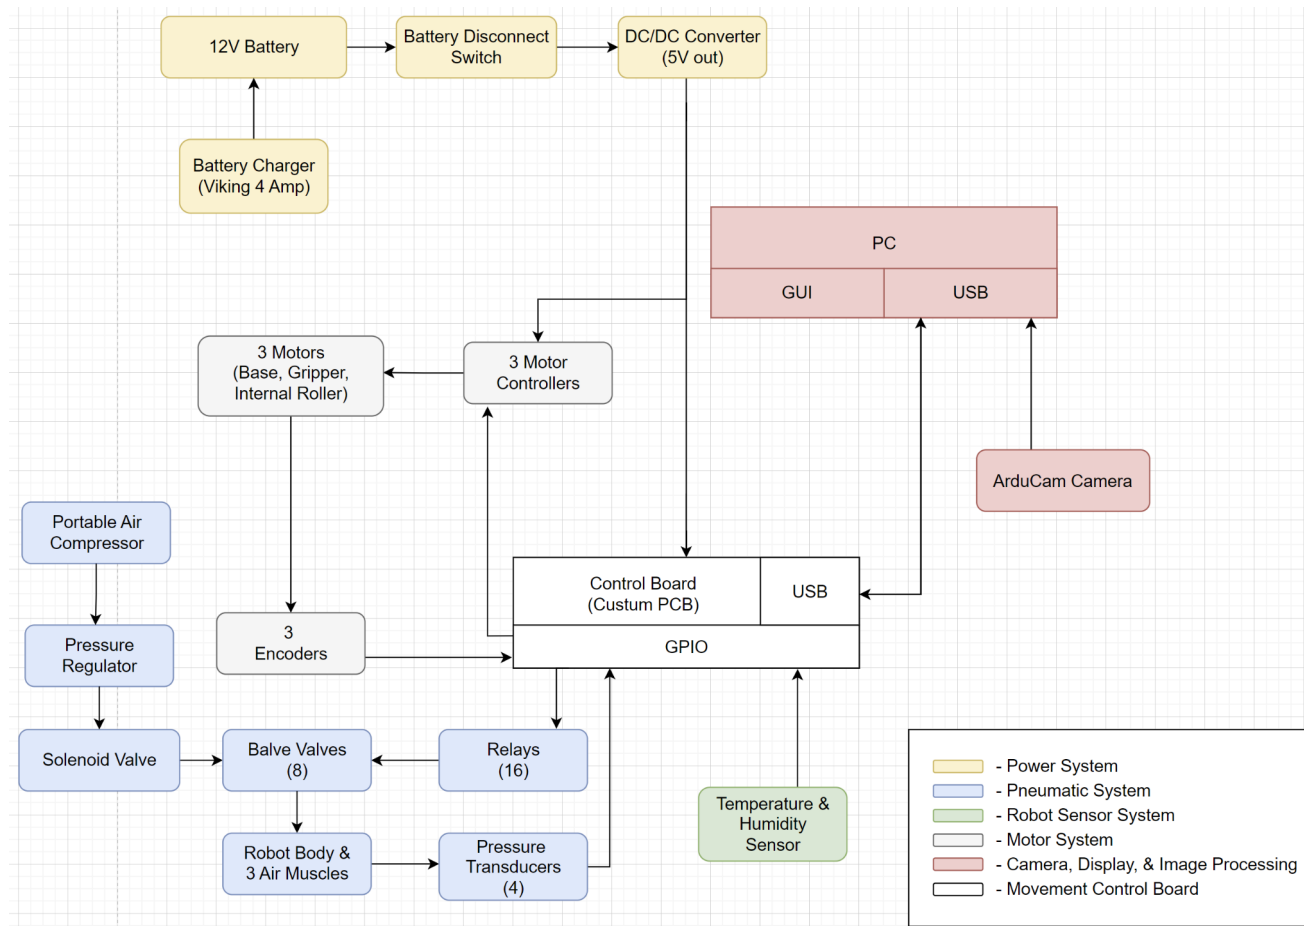 12V Battery
Battery Disconnect
Switch
DC/DC Converter
(5V out)
Battery Charger
(Viking 4 Amp)
PC
GUI
USB
3 Motors
(Base, Gripper,
Internal Roller)
3 Motor
Controllers
ArduCam Camera
Portable Air
Compressor
Control Board
(Custum PCB)
USB
GPIO
3
Encoders
Pressure
Regulator
Solenoid Valve
Balve Valves
(8)
Relays
(16)
Temperature &
Humidity
Sensor
Robot Body &
3 Air Muscles
Pressure
Transducers
(4)
- Power System
- Pneumatic System
- Robot Sensor System
- Motor System
- Camera, Display, & Image Processing
- Movement Control Board